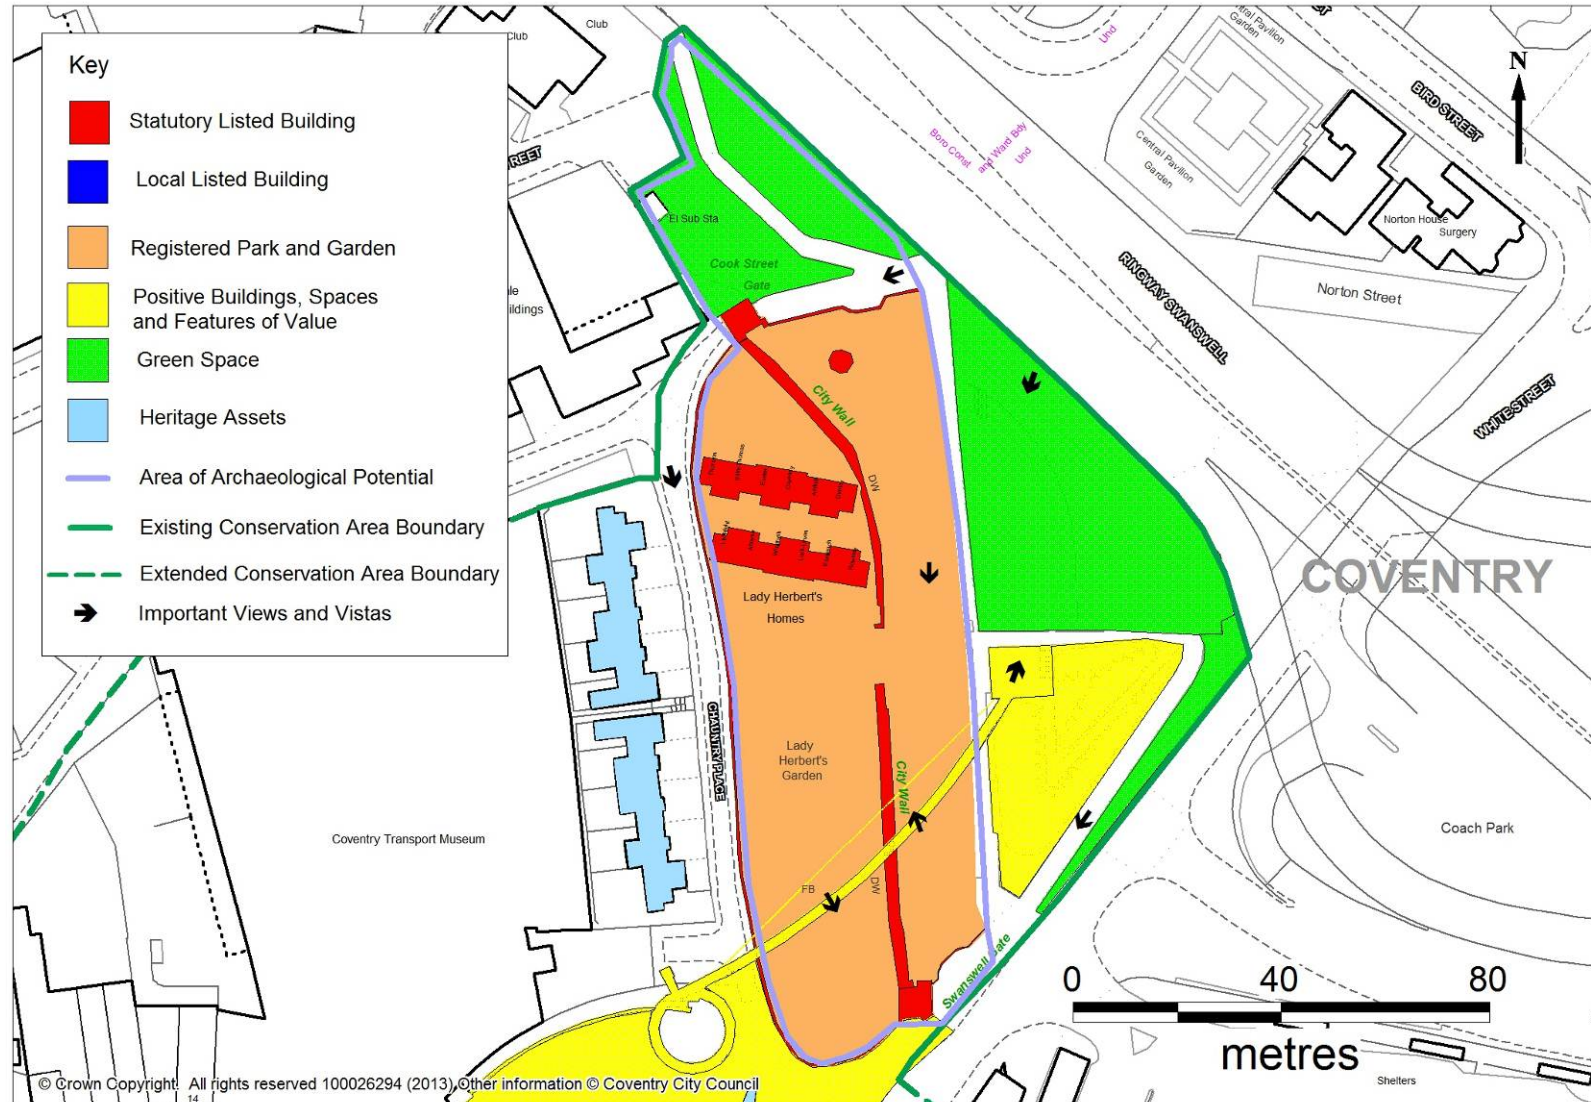 Key
Statutory Listed Building
Local Listed Building
Registered Park and Garden
Positive Buildings, Spaces
and Features of Value
Green Space
Heritage Assets
Area of Archaeological Potential
Existing Conservation Area Boundary
Extended Conservation Area Boundary
Important Views and Vistas
Club
Club
Und
Central Pavilion
Garden
N
BIRD STREET
Boro Const
and Ward Bdy
Und
Central Pavilion
Garden
Norton House
Surgery
El Sub Sta
Cook Street
Gate
RINGWAY SWANSWELL
Norton Street
WHITE STREET
City Wall
DW
COVENTRY
Lady Herbert's
Homes
CHAUNTRY PLACE
Lady
Herbert's
Garden
City Wall
Coventry Transport Museum
Coach Park
FB
DW
Swanswell Gate
0 40 80
metres
Shelters
© Crown Copyright. All rights reserved 100026294 (2013) Other information © Coventry City Council
14